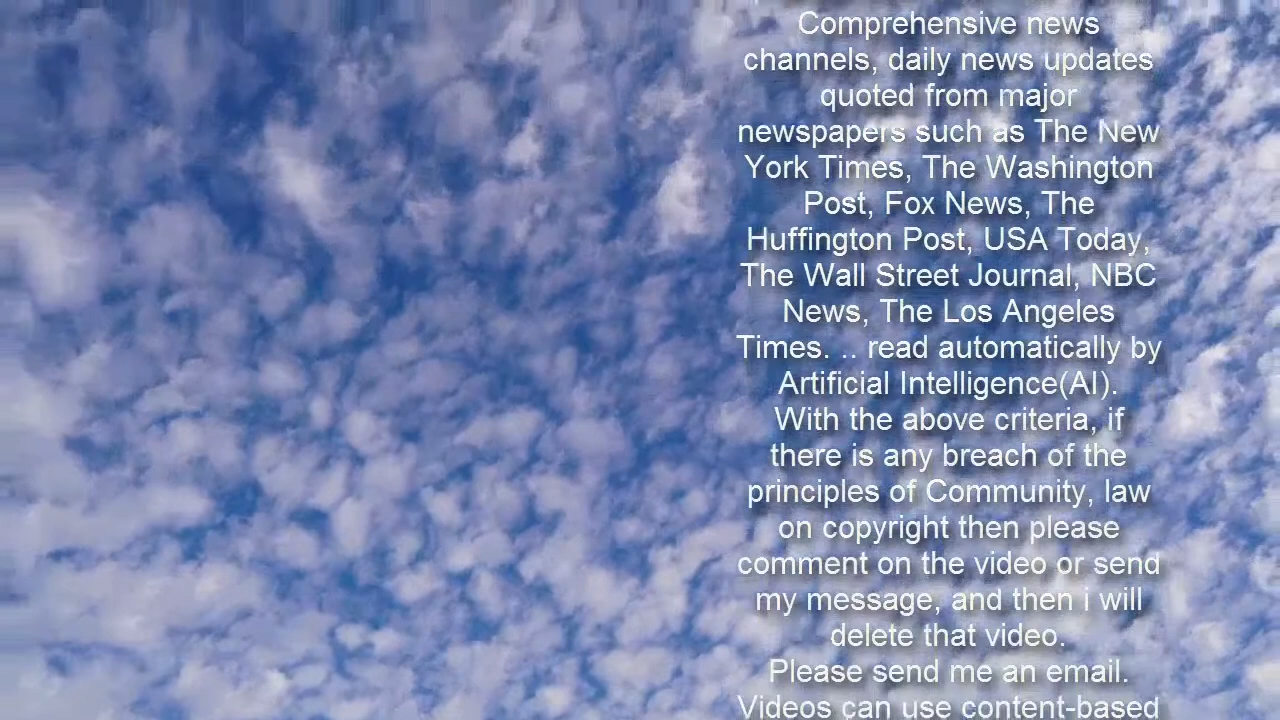 Comprehensive news
channels, daily news updates
quoted from major
newspapers such as The New
York Times, The Washington
Post, Fox News, The
Huffington Post, USA Today,
The Wall Street Journal, NBC
News, The Los Angeles
Times. .. read automatically by
Artificial Intelligence(AI).
With the above criteria, if
there is any breach of the
principles of Community, law
on copyright then please
comment on the video or send
my message, and then i will
delete that video.
Please send me an email.
Videos can use content-based